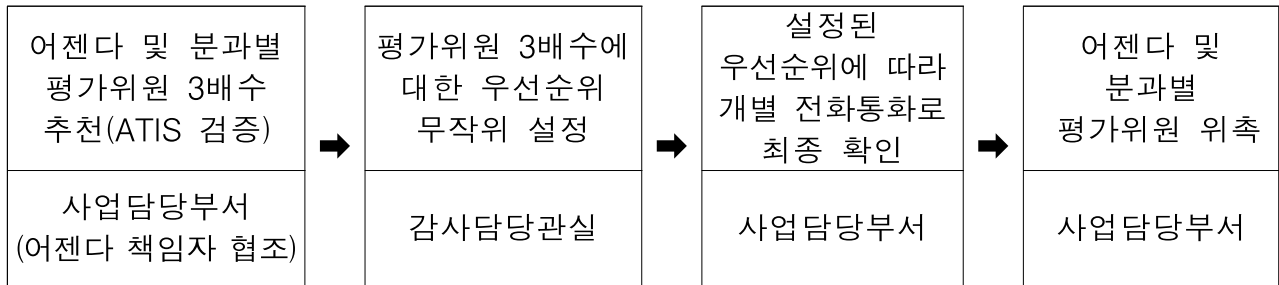 어젠다 및 분과별
평가위원 3배수
추천(ATIS 검증)
사업담당부서
(어젠다 책임자 협조)
평가위원 3배수에
대한 우선순위
무작위 설정
감사담당관실
설정된
우선순위에 따라
개별 전화통화로
최종 확인
사업담당부서
어젠다 및
분과별
평가위원 위촉
사업담당부서